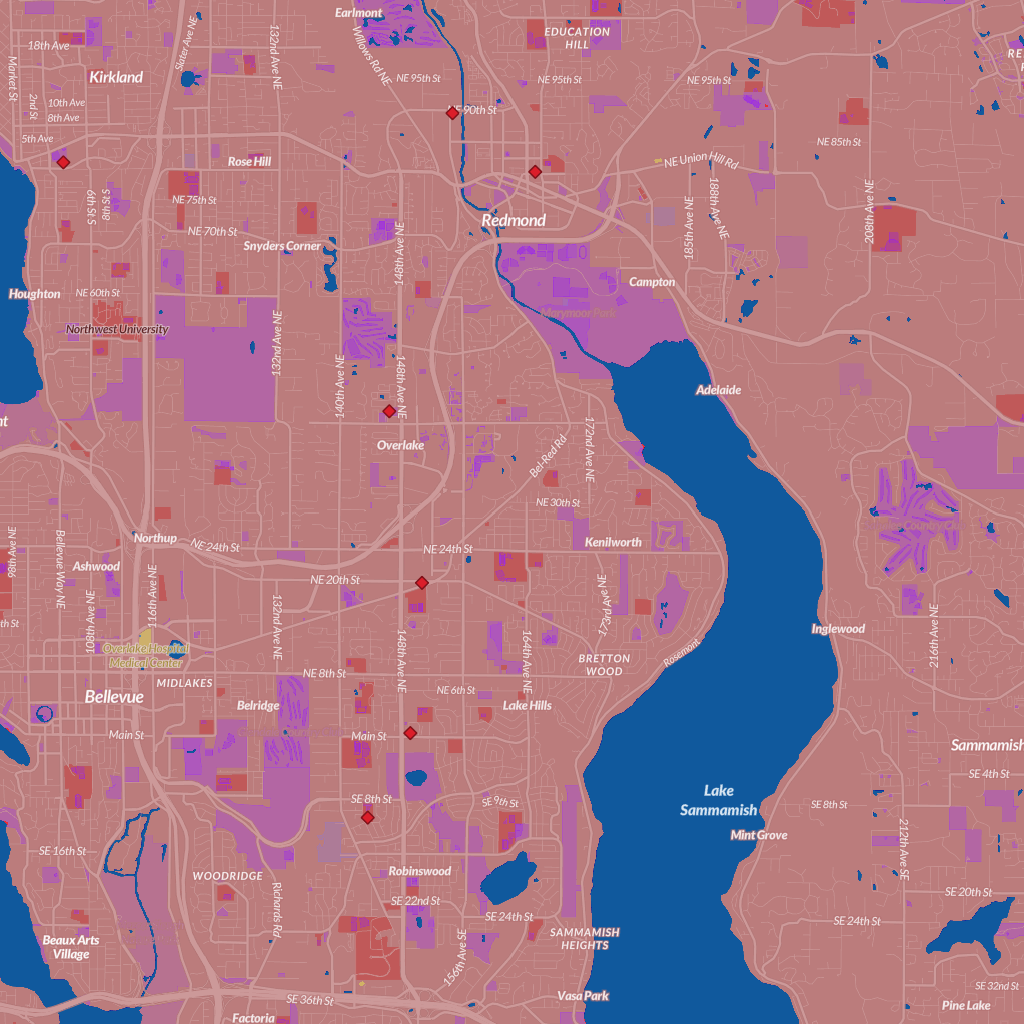 Earlmont
EDUCATION
HILL
18th Ave
Slater Ave NE
132nd Ave NE
Willows Rd NE
Market St
Kirkland
NE 95th St
NE 95th St
NE 95th St
2nd St
10th Ave
8th Ave
NE 90th St
5th Ave
NE 85th St
Rose Hill
NE Union Hill Rd
6th St S
8th St S
NE 75th St
185th Ave NE
188th Ave NE
208th Ave NE
Redmond
NE 70th St
Snyders Corner
148th Ave NE
Campton
Houghton
NE 60th St
Marymoor Park
Northwest University
132nd Ave NE
140th Ave NE
148th Ave NE
Adelaide
172nd Ave NE
Overlake
Bel-Red Rd
NE 30th St
98th Ave NE
Bellevue Way NE
Northup
NE 24th St
NE 24th St
Kenilworth
Ashwood
116th Ave NE
NE 20th St
108th Ave NE
132nd Ave NE
173rd Ave NE
216th Ave NE
Inglewood
148th Ave NE
164th Ave NE
Overlake Hospital
Medical Center
BRETTON
WOOD
Rosemont
NE 8th St
MIDLAKES
Bellevue
NE 6th St
Belridge
Lake Hills
Main St
Main St
Sammamish
SE 4th St
Lake
Sammamish
SE 8th St
SE 9th St
SE 8th St
Mint Grove
212th Ave SE
SE 16th St
WOODRIDGE
Robinswood
Richards Rd
SE 22nd St
SE 20th St
SE 24th St
SE 24th St
Beaux Arts
Village
SAMMAMISH
HEIGHTS
156th Ave SE
SE 36th St
Vasa Park
SE 32nd St
Pine Lake
Factoria